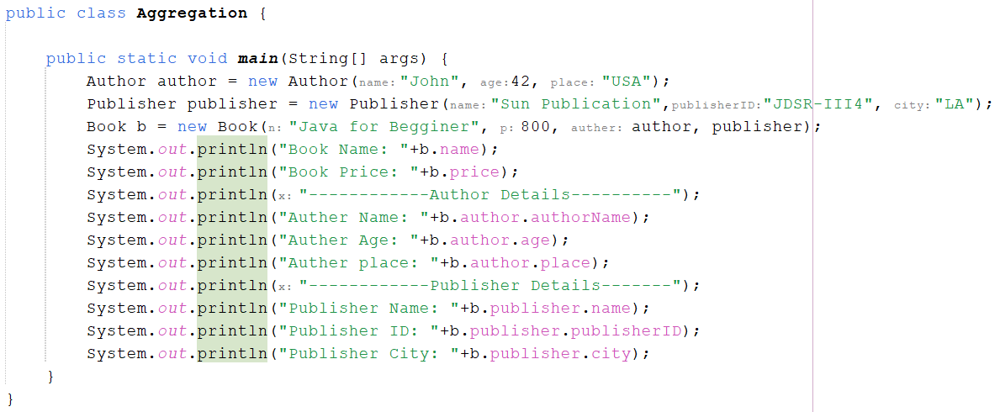 public class Aggregation {
public static void main(String[] args) {
Author author = new Author(name: "John", age:42, place: "USA");
Publisher publisher = new Publisher(name: "Sun Publication",publisherID:"JDSR-III4", city: "LA");
Book b = new Book(n: "Java for Begginer", p: 800, auther: author, publisher);
System.out.println("Book Name: "+b.name);
System.out.println("Book Price: "+b.price);
System.out.println(x: "------------Author Details----------");
System.out.println("Auther Name: "+b.author.authorName);
System.out.println("Auther Age: "+b.author.age);
System.out.println("Auther place: "+b.author.place);
System.out.println(x: "------------Publisher Details-------");
System.out.println("Publisher Name: "+b.publisher.name);
System.out.println("Publisher ID: "+b.publisher.publisherID);
System.out.println("Publisher City: "+b.publisher.city);
}
}